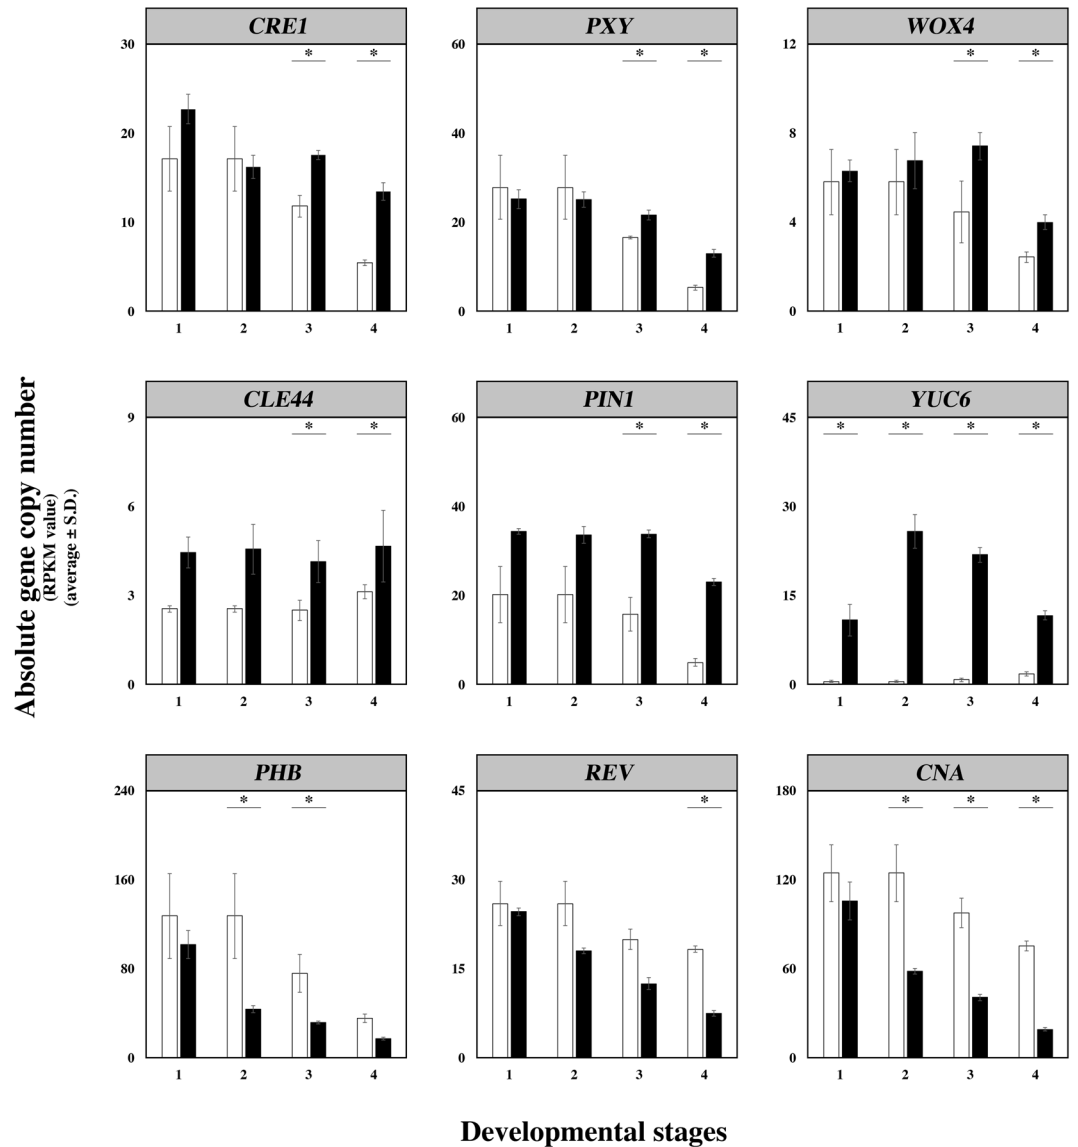 CRE1
PXY
WOX4
30
20
10
0
* *
1 2 3 4
60
40
20
0
* *
1 2 3 4
12
8
4
0
* *
1 2 3 4
Absolute gene copy number
(RPKM value)
(average ± S.D.)
CLE44
PIN1
YUC6
9
6
3
0
* *
1 2 3 4
60
40
20
0
* *
1 2 3 4
45
30
15
0
* * * *
1 2 3 4
PHB
REV
CNA
240
160
80
0
* *
1 2 3 4
45
30
15
0
*
1 2 3 4
180
120
60
0
* * *
1 2 3 4
Developmental stages